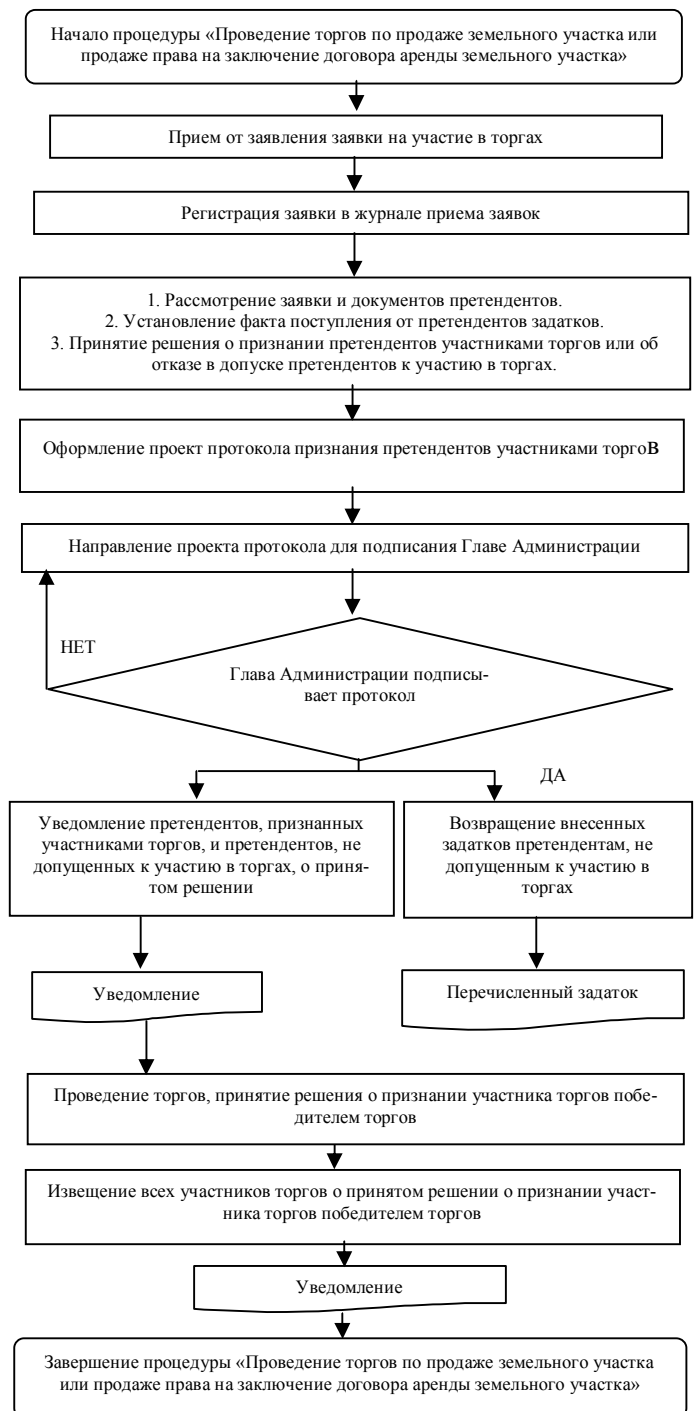 Начало процедуры «Проведение торгов по продаже земельного участка или
продаже права на заключение договора аренды земельного участка»
Прием от заявления заявки на участие в торгах
Регистрация заявки в журнале приема заявок
1. Рассмотрение заявки и документов претендентов.
2. Установление факта поступления от претендентов задатков.
3. Принятие решения о признании претендентов участниками торгов или об
отказе в допуске претендентов к участию в торгах.
Оформление проект протокола признания претендентов участниками торгоВ
Направление проекта протокола для подписания Главе Администрации
НЕТ
Глава Администрации подписы-
вает протокол
ДА
Уведомление претендентов, признанных
участниками торгов, и претендентов, не
допущенных к участию в торгах, о приня-
том решении
Возвращение внесенных
задатков претендентам, не
допущенным к участию в
торгах
Уведомление
Перечисленный задаток
Проведение торгов, принятие решения о признании участника торгов побе-
дителем торгов
Извещение всех участников торгов о принятом решении о признании участ-
ника торгов победителем торгов
Уведомление
Завершение процедуры «Проведение торгов по продаже земельного участка
или продаже права на заключение договора аренды земельного участка»